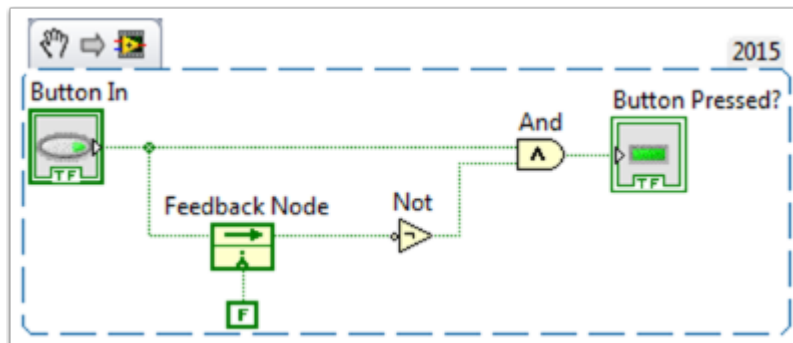 2015
Button In
Button Pressed?
And
TF
TF
Feedback Node
Not
F